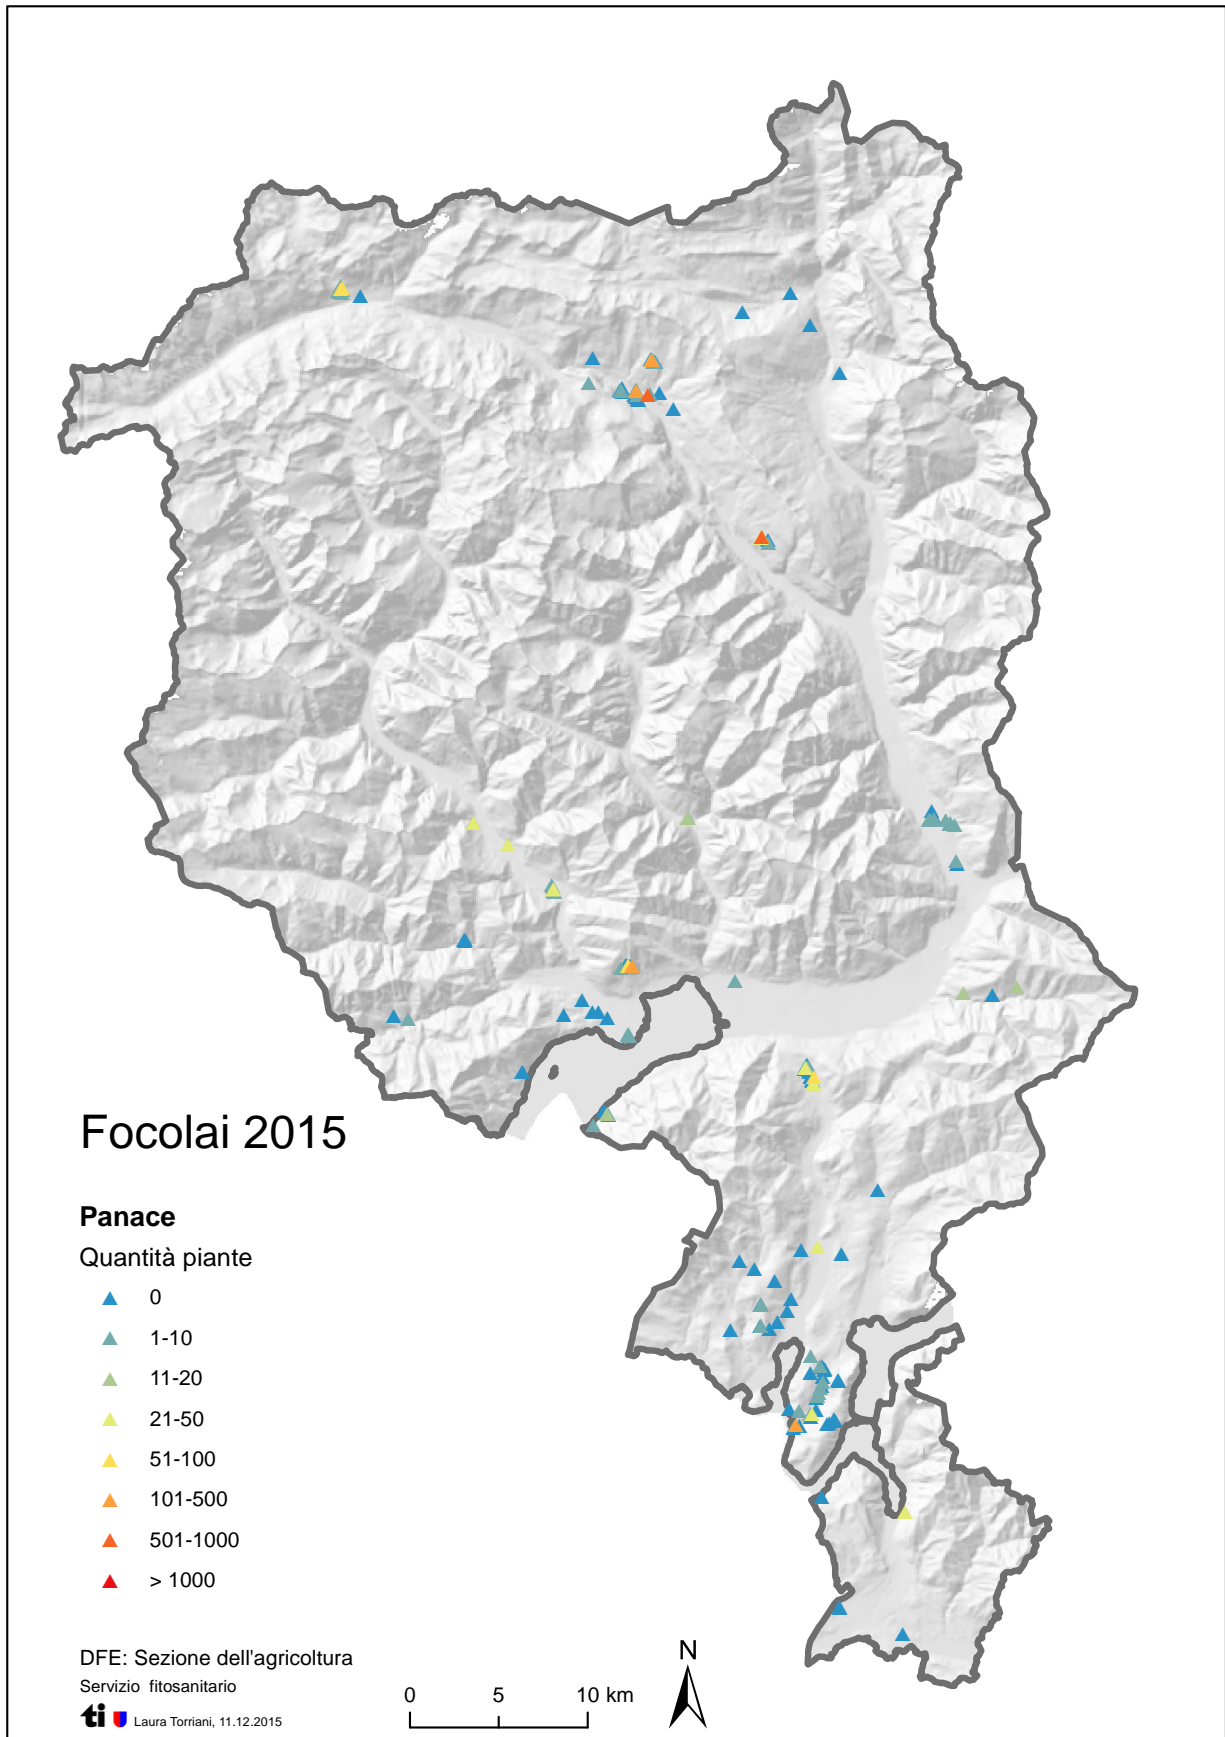 Focolai 2015
Panace
Quantità piante
0
1-10
11-20
21-50
51-100
101-500
501-1000
> 1000
DFE: Sezione dell'agricoltura
Servizio fitosanitario
ti Laura Torriani, 11.12.2015
0 5 10 km
N